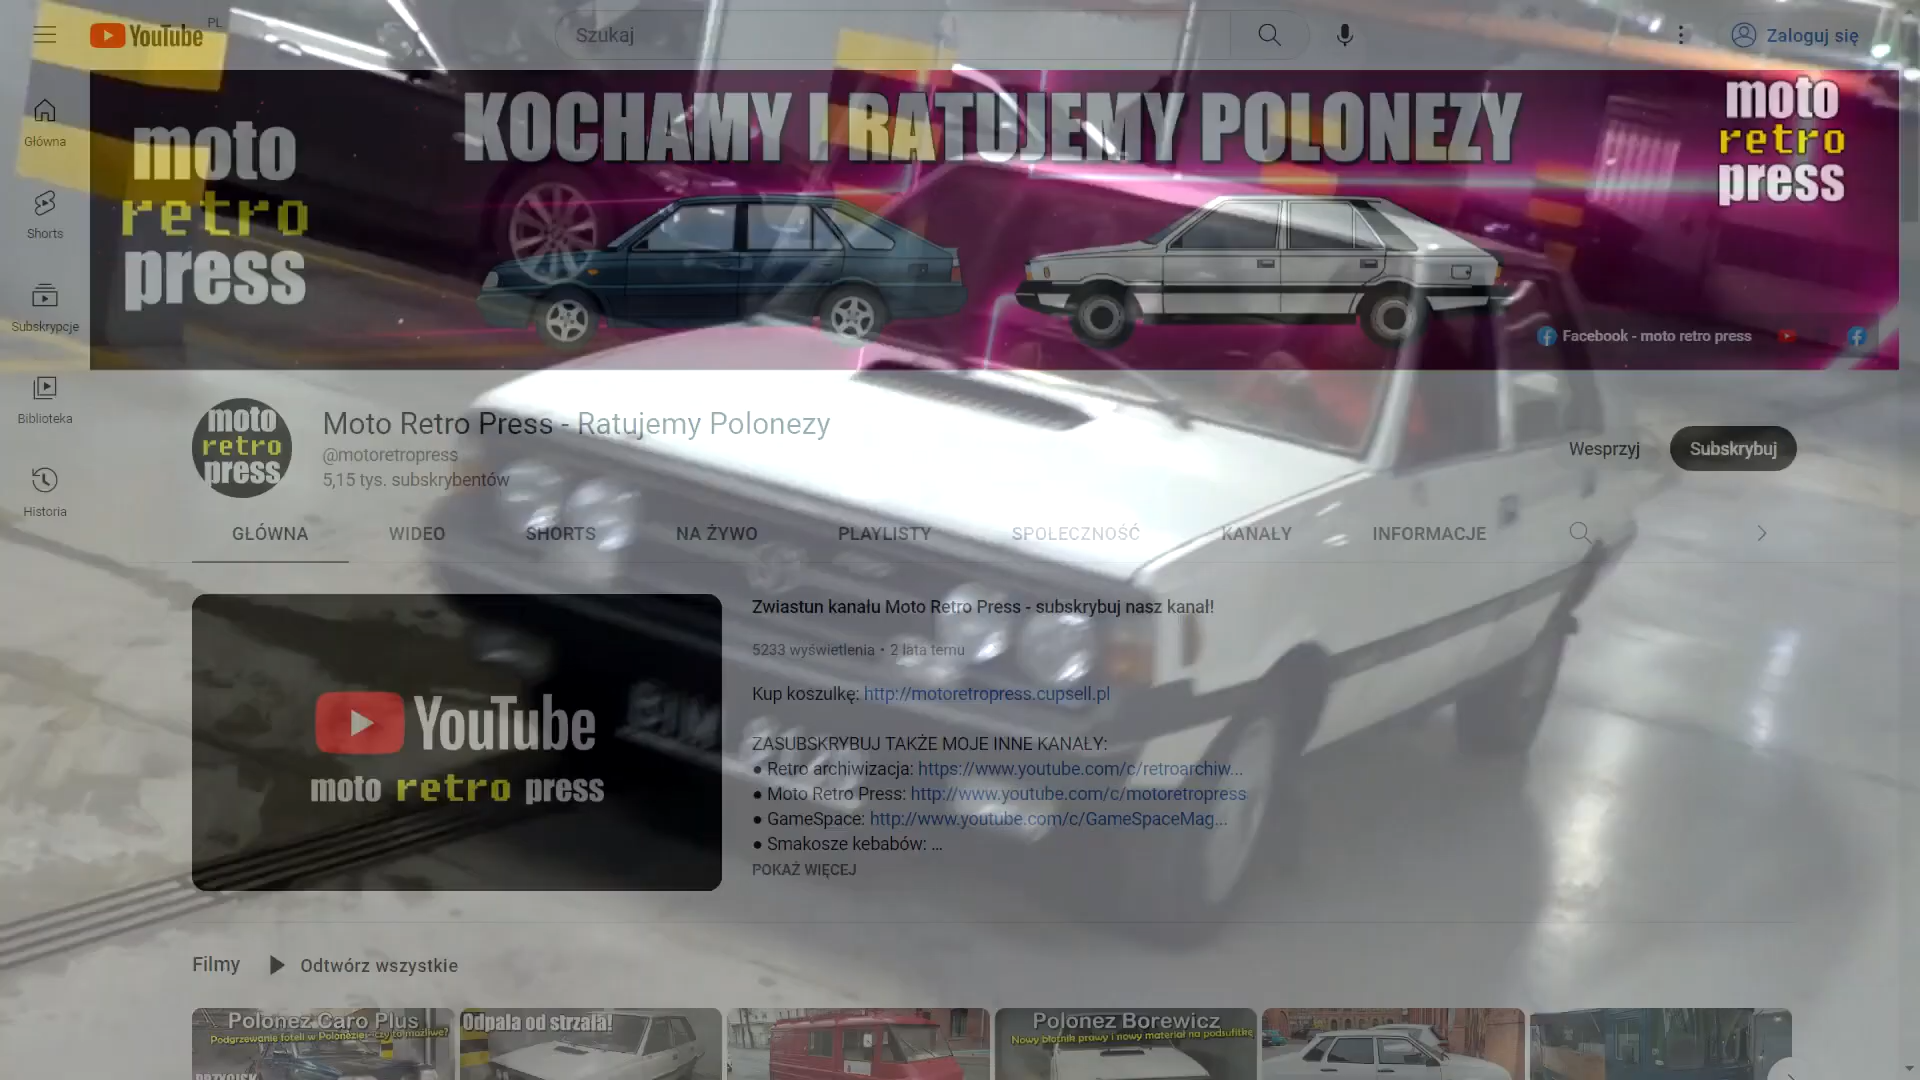 PL
YouTube
Szukaj
Zaloguj się
Główna
Shorts
Subskrypcje
Biblioteka
Historia
KOCHAMY I RATUJEMY POLONEZY
moto
retro
press
moto
retro
press
Facebook - moto retro press
moto
retro
press
Moto Retro Press - Ratujemy Polonezy
@motoretropress
5,15 tys. subskrybentów
Wesprzyj
Subskrybuj
GŁÓWNA
WIDEO
SHORTS
NA ŻYWO
PLAYLISTY
SPOŁECZNOŚĆ
KANAŁY
INFORMACJE
YouTube
moto retro press
Zwiastun kanału Moto Retro Press - subskrybuj nasz kanał!
5233 wyświetlenia • 2 lata temu
Kup koszulkę: http://motoretropress.cupsell.pl
ZASUBSKRYBUJ TAKŻE MOJE INNE KANAŁY:
● Retro archiwizacja: https://www.youtube.com/c/retroarchiw...
● Moto Retro Press: http://www.youtube.com/c/motoretropress
● GameSpace: http://www.youtube.com/c/GameSpaceMag...
● Smakosze kebabów: ...
POKAŻ WIĘCEJ
Filmy
Odtwórz wszystkie
Polonez Caro Plus
Podgrzewanie foteli w Polonezie - czy to możliwe?
Odpala od strzała!
Polonez Borewicz
Nowy błotnik prawy i nowy materiał na podsufitkę